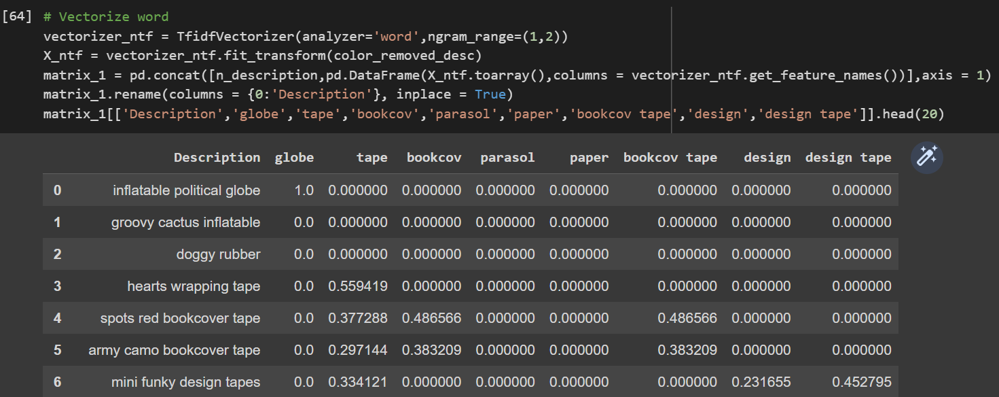 [64] # Vectorize word
vectorizer_ntf = TfidfVectorizer(analyzer='word',ngram_range=(1,2))
X_ntf = vectorizer_ntf.fit_transform(color_removed_desc)
matrix_1 = pd.concat([n_description,pd.DataFrame(X_ntf.toarray(),columns = vectorizer_ntf.get_feature_names())],axis = 1)
matrix_1.rename(columns = {0:'Description'}, inplace = True)
matrix_1[['Description','globe','tape','bookcov','parasol','paper','bookcov tape','design','design tape']].head(20)
Description globe tape bookcov parasol paper bookcov tape design design tape
0 inflatable political globe 1.0 0.000000 0.000000 0.000000 0.000000 0.000000 0.000000 0.000000
1 groovy cactus inflatable 0.0 0.000000 0.000000 0.000000 0.000000 0.000000 0.000000 0.000000
2 doggy rubber 0.0 0.000000 0.000000 0.000000 0.000000 0.000000 0.000000 0.000000
3 hearts wrapping tape 0.0 0.559419 0.000000 0.000000 0.000000 0.000000 0.000000 0.000000
4 spots red bookcover tape 0.0 0.377288 0.486566 0.000000 0.000000 0.486566 0.000000 0.000000
5 army camo bookcover tape 0.0 0.297144 0.383209 0.000000 0.000000 0.383209 0.000000 0.000000
6 mini funky design tapes 0.0 0.334121 0.000000 0.000000 0.000000 0.000000 0.231655 0.452795